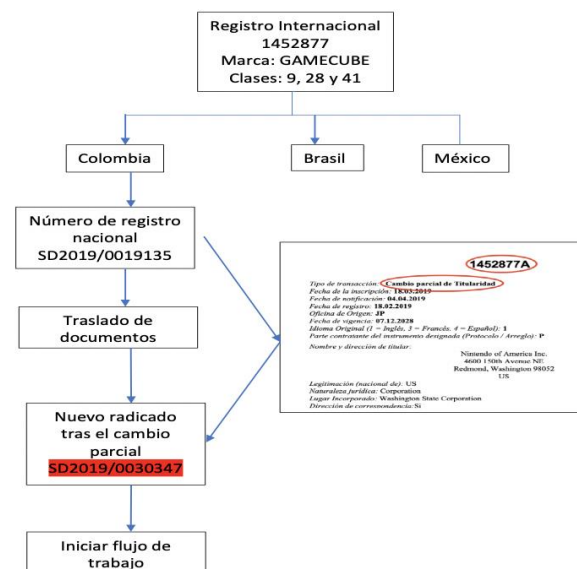 Registro Internacional
1452877
Marca: GAMECUBE
Clases: 9, 28 y 41
Colombia
Brasil
México
Número de registro
nacional
SD2019/0019135
Traslado de
documentos
Nuevo radicado
tras el cambio
parcial
SD2019/0030347
Iniciar flujo de
trabajo
1452877A
Tipo de transacción: Cambio parcial de Titularidad
Fecha de la inscripción: 18.03.2019
Fecha de notificación: 04.04.2019
Fecha de registro: 18.02.2019
Oficina de Origen: JP
Fecha de vigencia: 07.12.2028
Idioma Original (1 = Inglés, 3 = Francés, 4 = Español): 1
Parte contratante del instrumento designada (Protocolo / Arreglo): P
Nombre y dirección de titular:
Nintendo of America Inc.
4600 150th Avenue NE
Redmond, Washington 98052
US
Legitimación (nacional de): US
Naturaleza jurídica: Corporation
Lugar Incorporado: Washington State Corporation
Dirección de correspondencia: Si